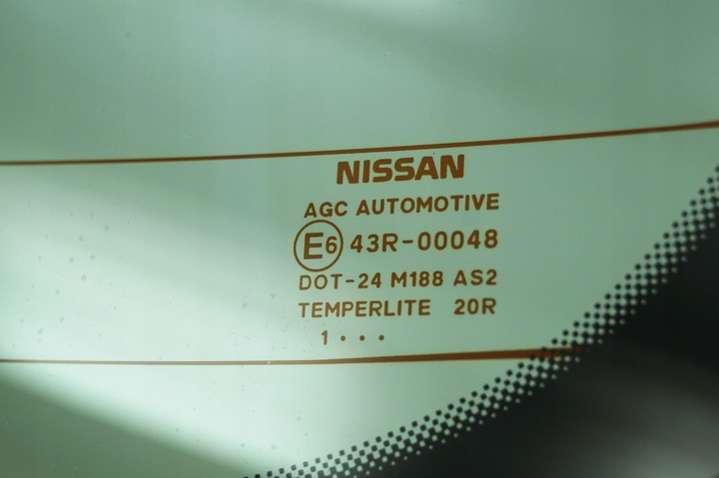 NISSAN
AGC AUTOMOTIVE
E6 43R-00048
DOT-24 M188 AS2
TEMPERLITE 20R
1 • • •